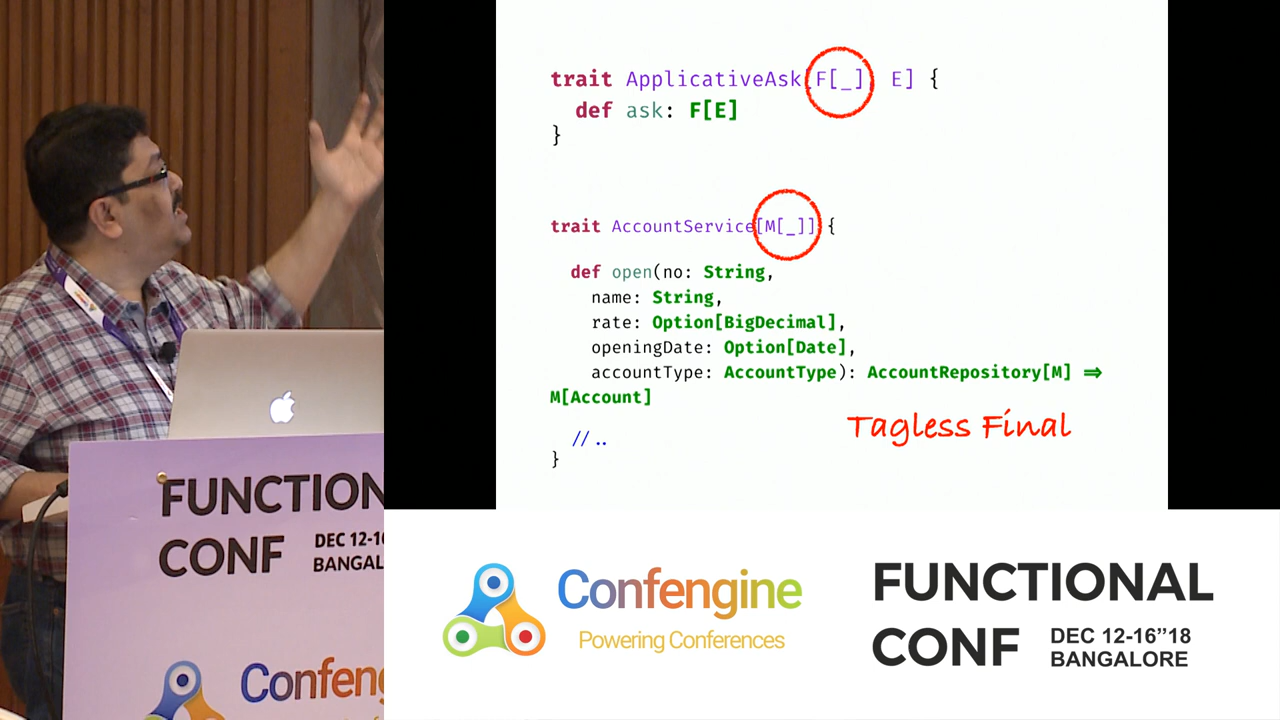 trait ApplicativeAsk[F[_], E] {
def ask: F[E]
}
trait AccountService[M[_]] {
def open(no: String,
name: String,
rate: Option[BigDecimal],
openingDate: Option[Date],
accountType: AccountType): AccountRepository[M] ⇒
M[Account]
// ..
}
Tagless Final
FUNCTION
CONF
DEC 12-16
BANGALO
Confeng
Confengine
Powering Conferences
FUNCTIONAL
CONF
DEC 12-16”18
BANGALORE